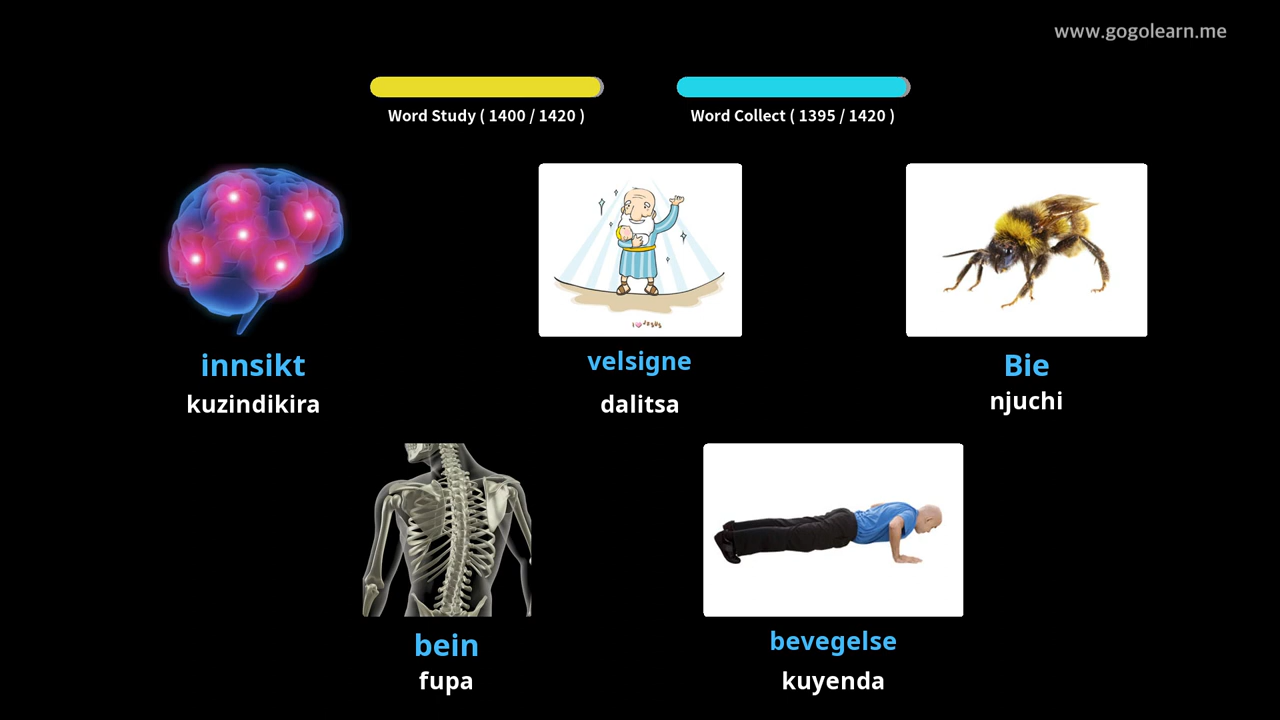 www.gogolearn.me
Word Study ( 1400 / 1420 )
Word Collect ( 1395 / 1420 )
I ❤ JESUS
innsikt
kuzindikira
velsigne
dalitsa
Bie
njuchi
bein
fupa
bevegelse
kuyenda